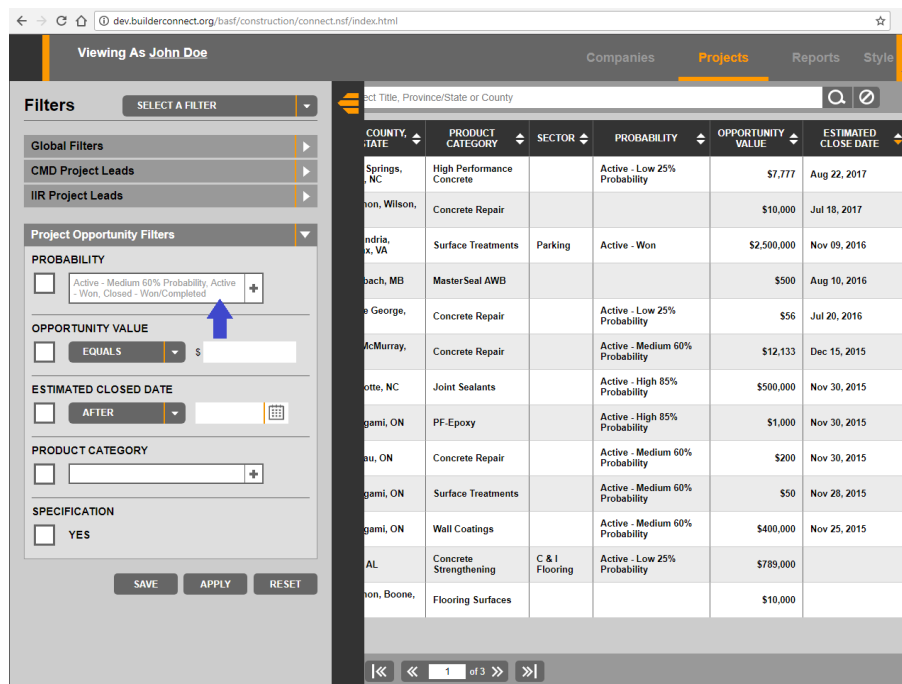 dev.builderconnect.org/basf/construction/connect.nsf/index.html
Viewing As John Doe
Companies Projects Reports Style
Filters
SELECT A FILTER
Global Filters
CMD Project Leads
IIR Project Leads
Project Opportunity Filters
PROBABILITY
Active - Medium 60% Probability, Active
- Won, Closed - Won/Completed
OPPORTUNITY VALUE
EQUALS $
ESTIMATED CLOSED DATE
AFTER
PRODUCT CATEGORY
SPECIFICATION
YES
SAVE APPLY RESET
ect Title, Province/State or County
COUNTY, PRODUCT SECTOR PROBABILITY OPPORTUNITY ESTIMATED
STATE CATEGORY VALUE CLOSE DATE
Springs, High Performance Active - Low 25% $7,777 Aug 22, 2017
, NC Concrete Probability
non, Wilson, Concrete Repair $10,000 Jul 18, 2017
ndria, Surface Treatments Parking Active - Won $2,500,000 Nov 09, 2016
x, VA
bach, MB MasterSeal AWB $500 Aug 10, 2016
e George, Concrete Repair Active - Low 25% $56 Jul 20, 2016
Probability
McMurray, Concrete Repair Active - Medium 60% $12,133 Dec 15, 2015
Probability
otte, NC Joint Sealants Active - High 85% $500,000 Nov 30, 2015
Probability
gami, ON PF-Epoxy Active - High 85% $1,000 Nov 30, 2015
Probability
au, ON Concrete Repair Active - Medium 60% $200 Nov 30, 2015
Probability
gami, ON Surface Treatments Active - Medium 60% $50 Nov 28, 2015
Probability
gami, ON Wall Coatings Active - Medium 60% $400,000 Nov 25, 2015
Probability
AL Concrete C & I Active - Low 25% $789,000
Strengthening Flooring Probability
non, Boone, Flooring Surfaces $10,000
1 of 3